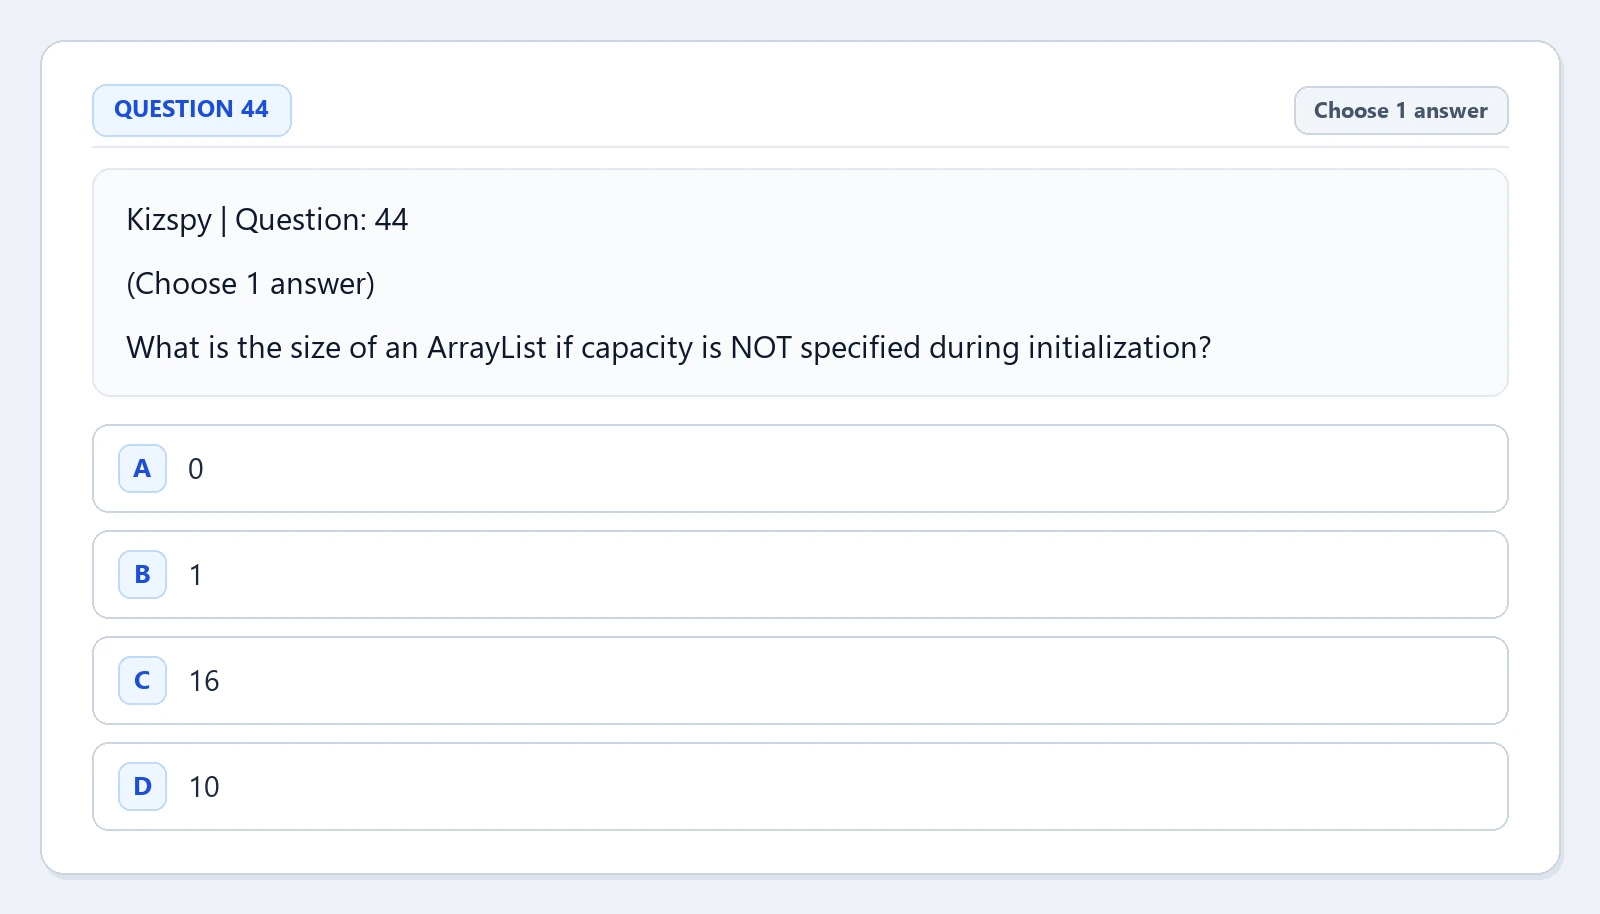 QUESTION 44
Choose 1 answer
Kizspy | Question: 44
(Choose 1 answer)
What is the size of an ArrayList if capacity is NOT specified during initialization?
A 0
B 1
C 16
D 10